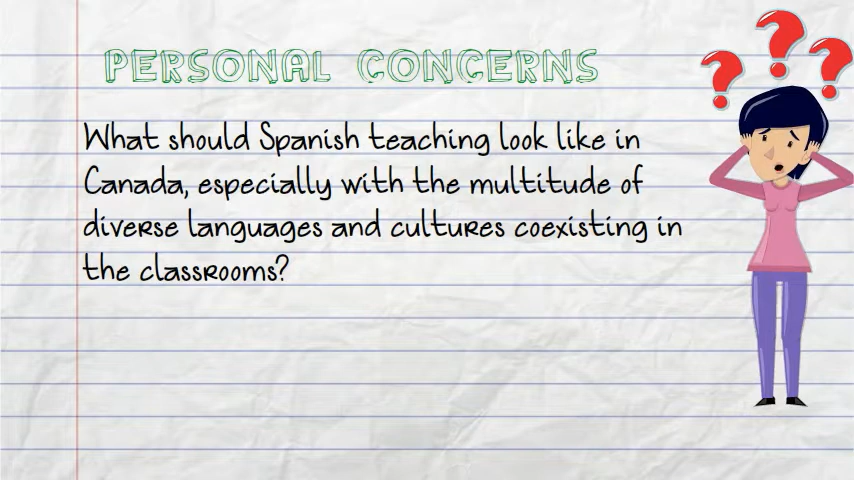 PERSONAL CONCERNS
What should Spanish teaching look like in
Canada, especially with the multitude of
diverse languages and cultures coexisting in
the classrooms?